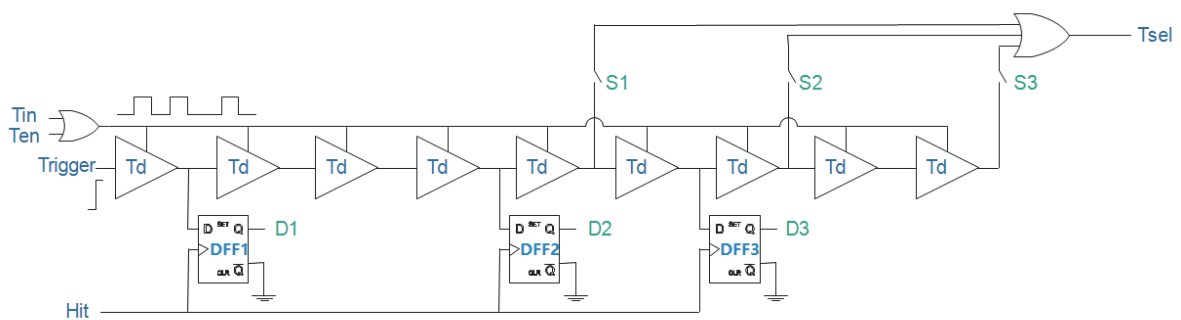 Tsel
S1
S2
S3
Tin
Ten
Trigger
Td
Td
Td
Td
Td
Td
Td
Td
Td
D SET Q
DFF1
CLR Q
D1
D SET Q
DFF2
CLR Q
D2
D SET Q
DFF3
CLR Q
D3
Hit